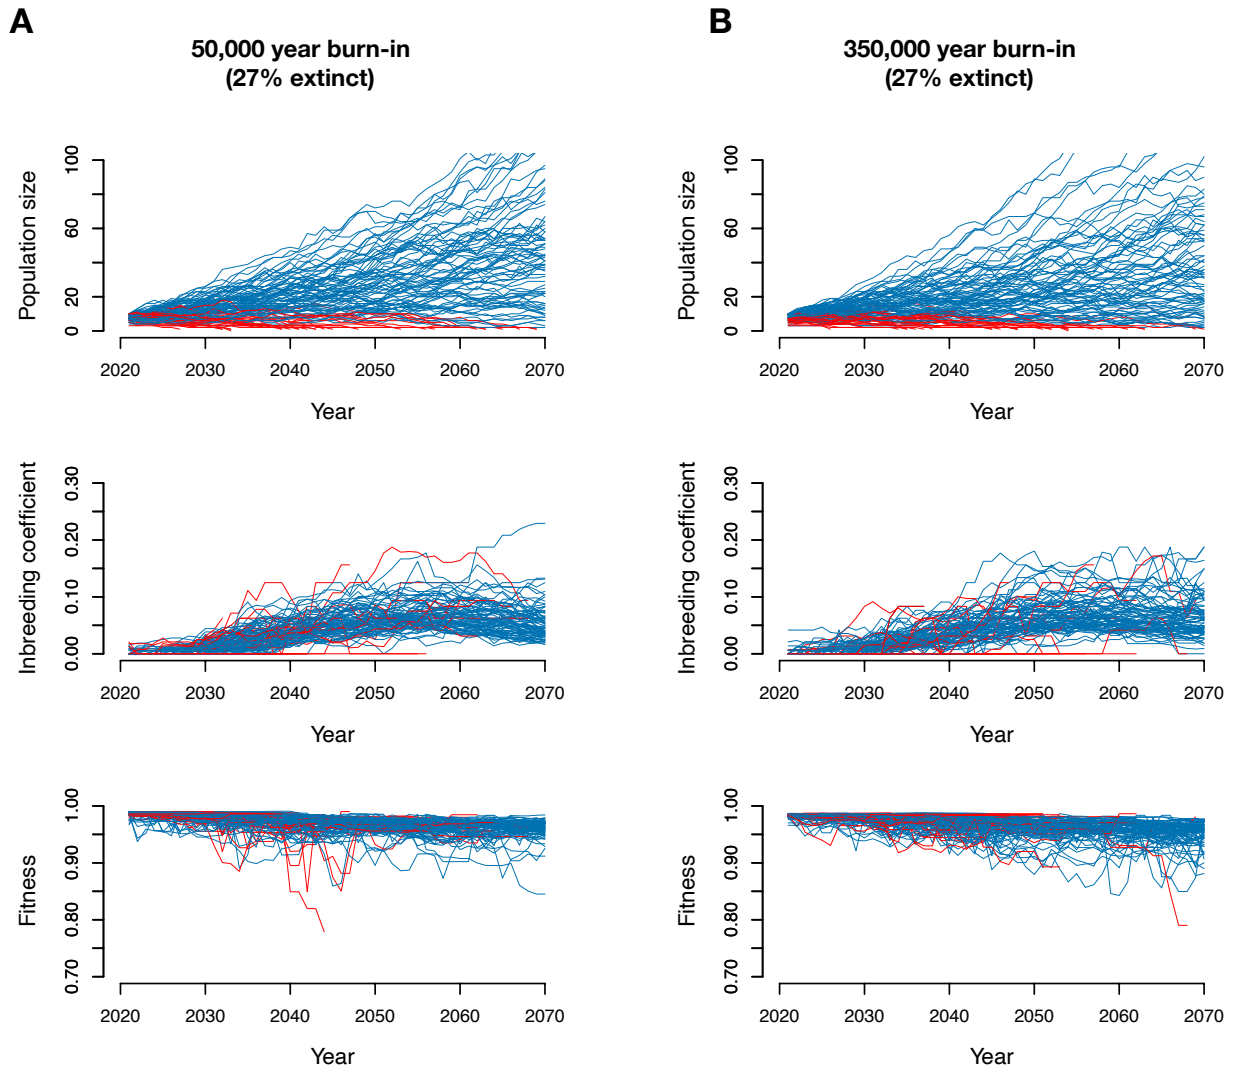 A
50,000 year burn-in
(27% extinct)
Population size
100
60
20
0
2020 2030 2040 2050 2060 2070
Year
Inbreeding coefficient
0.30
0.20
0.10
0.00
2020 2030 2040 2050 2060 2070
Year
Fitness
1.00
0.90
0.80
0.70
2020 2030 2040 2050 2060 2070
Year
B
350,000 year burn-in
(27% extinct)
Population size
100
60
20
0
2020 2030 2040 2050 2060 2070
Year
Inbreeding coefficient
0.30
0.20
0.10
0.00
2020 2030 2040 2050 2060 2070
Year
Fitness
1.00
0.90
0.80
0.70
2020 2030 2040 2050 2060 2070
Year